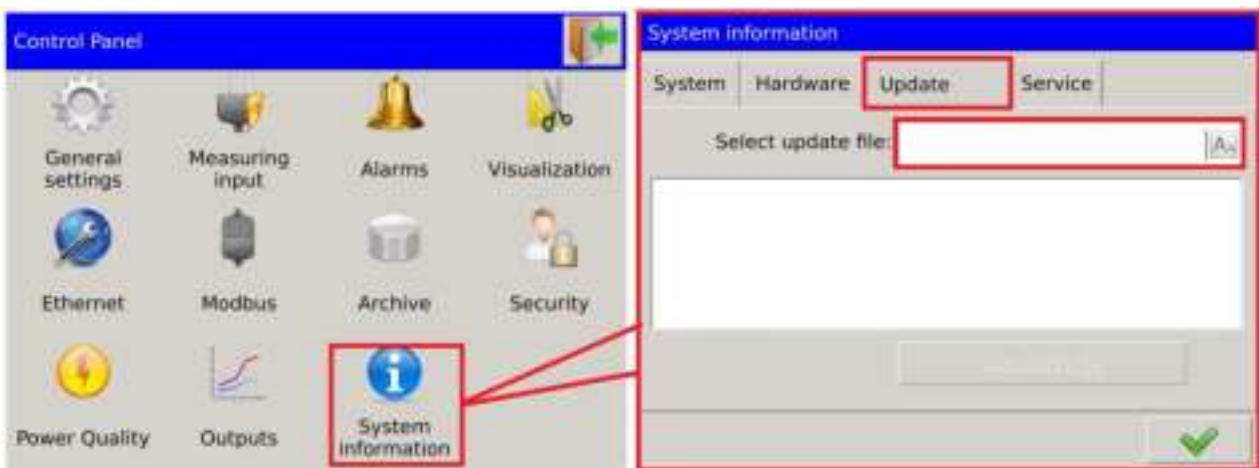 Control Panel
General
settings
Measuring
input
Alarms
Visualization
Ethernet
Modbus
Archive
Security
Power Quality
Outputs
System
information
System information
System
Hardware
Update
Service
Select update file: